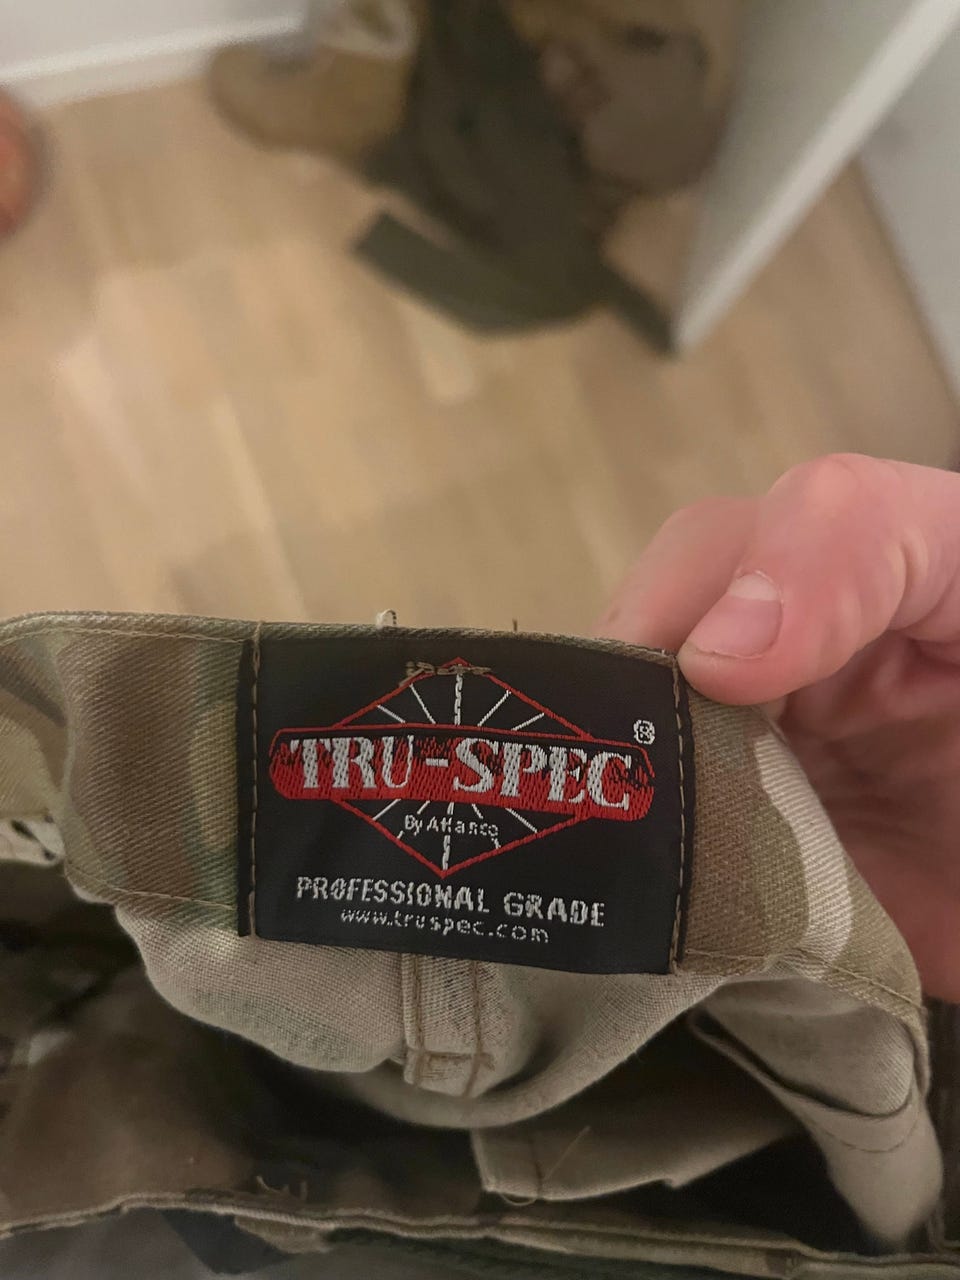 TRU-SPEC®
By Atlanco
PROFESSIONAL GRADE
www.truspec.com